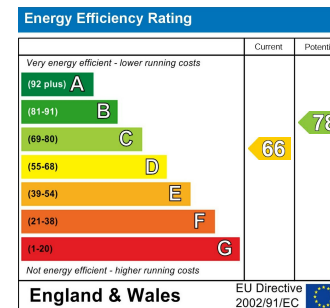 Energy Efficiency Rating
Current
Very energy efficient - lower running costs
(92 plus) A
(81-91) B
78
(69-80) C
66
(55-68) D
(39-54) E
(21-38) F
(1-20) G
Not energy efficient - higher running costs
England & Wales
EU Directive
2002/91/EC